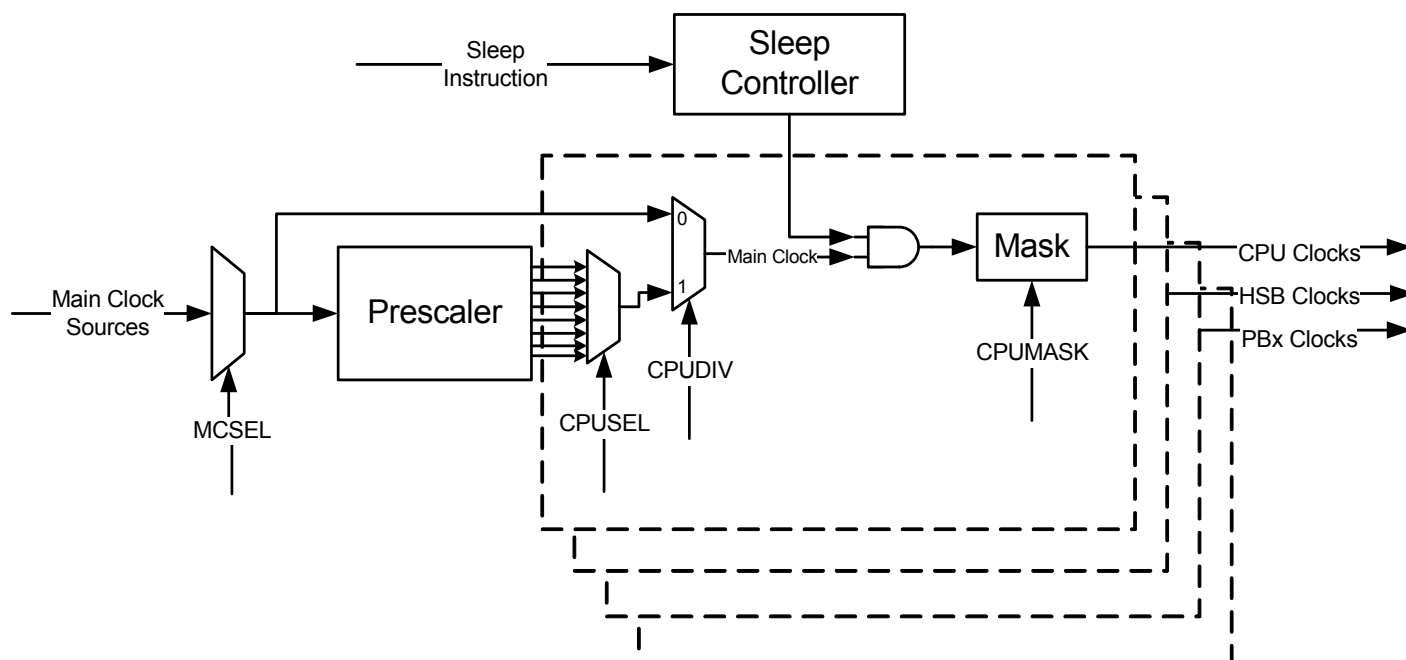 Sleep
Instruction
Sleep
Controller
0
Main Clock
1
Mask
CPU Clocks
HSB Clocks
PBx Clocks
Main Clock
Sources
Prescaler
CPUDIV
CPUMASK
CPUSEL
MCSEL